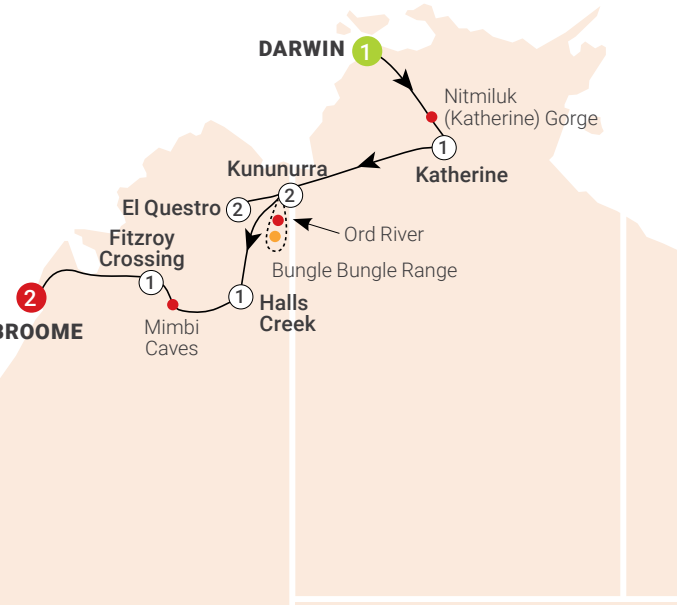 DARWIN 1
Nitmiluk
(Katherine) Gorge
1
Katherine
Kununurra
2
El Questro 2
Ord River
Fitzroy
Crossing
1
Bungle Bungle Range
2
BROOME
1
Halls
Creek
Mimbi
Caves